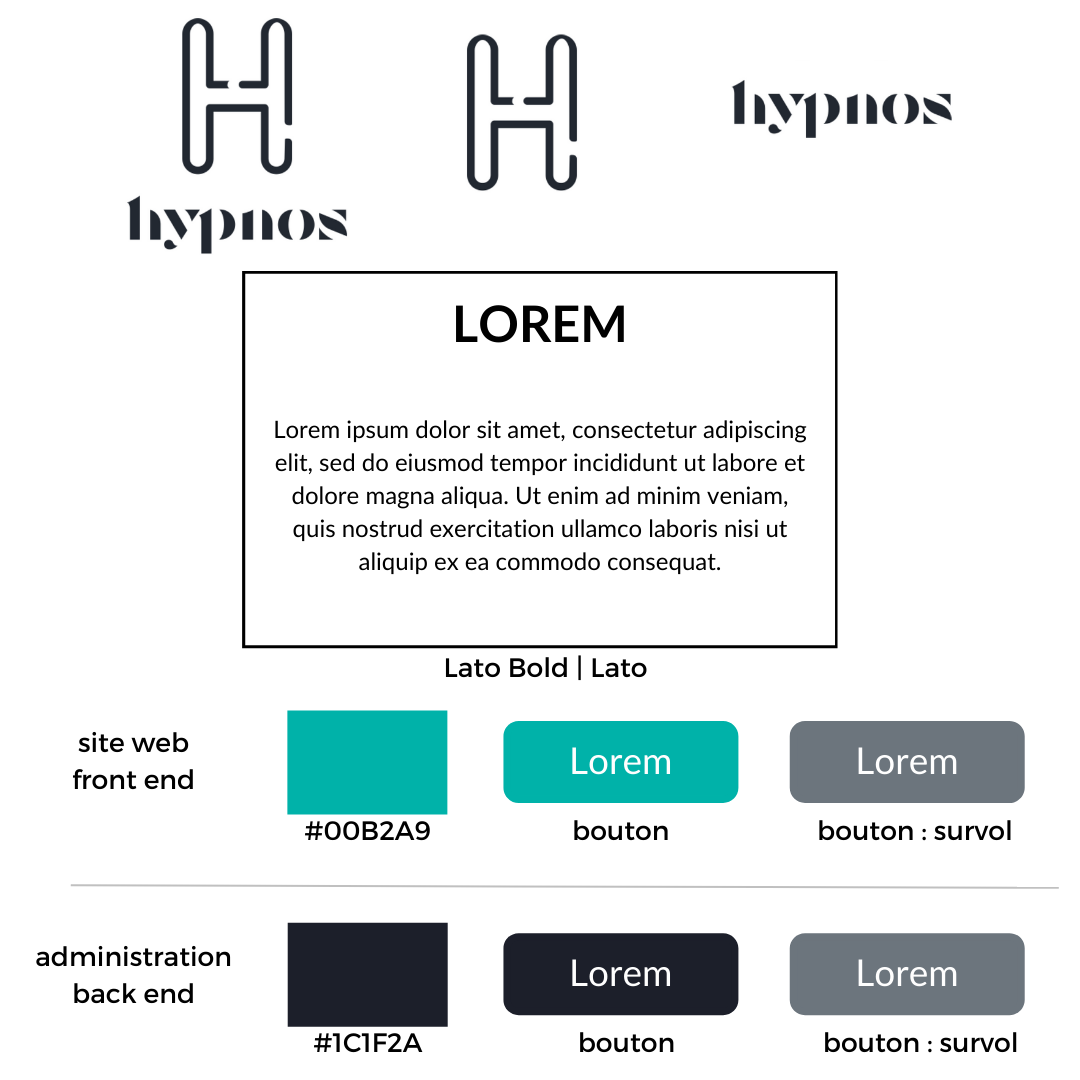 H
H
hypnos
hypnos
LOREM
Lorem ipsum dolor sit amet, consectetur adipiscing
elit, sed do eiusmod tempor incididunt ut labore et
dolore magna aliqua. Ut enim ad minim veniam,
quis nostrud exercitation ullamco laboris nisi ut
aliquip ex ea commodo consequat.
Lato Bold | Lato
site web
front end
#00B2A9
Lorem
bouton
Lorem
bouton : survol
administration
back end
#1C1F2A
Lorem
bouton
Lorem
bouton : survol